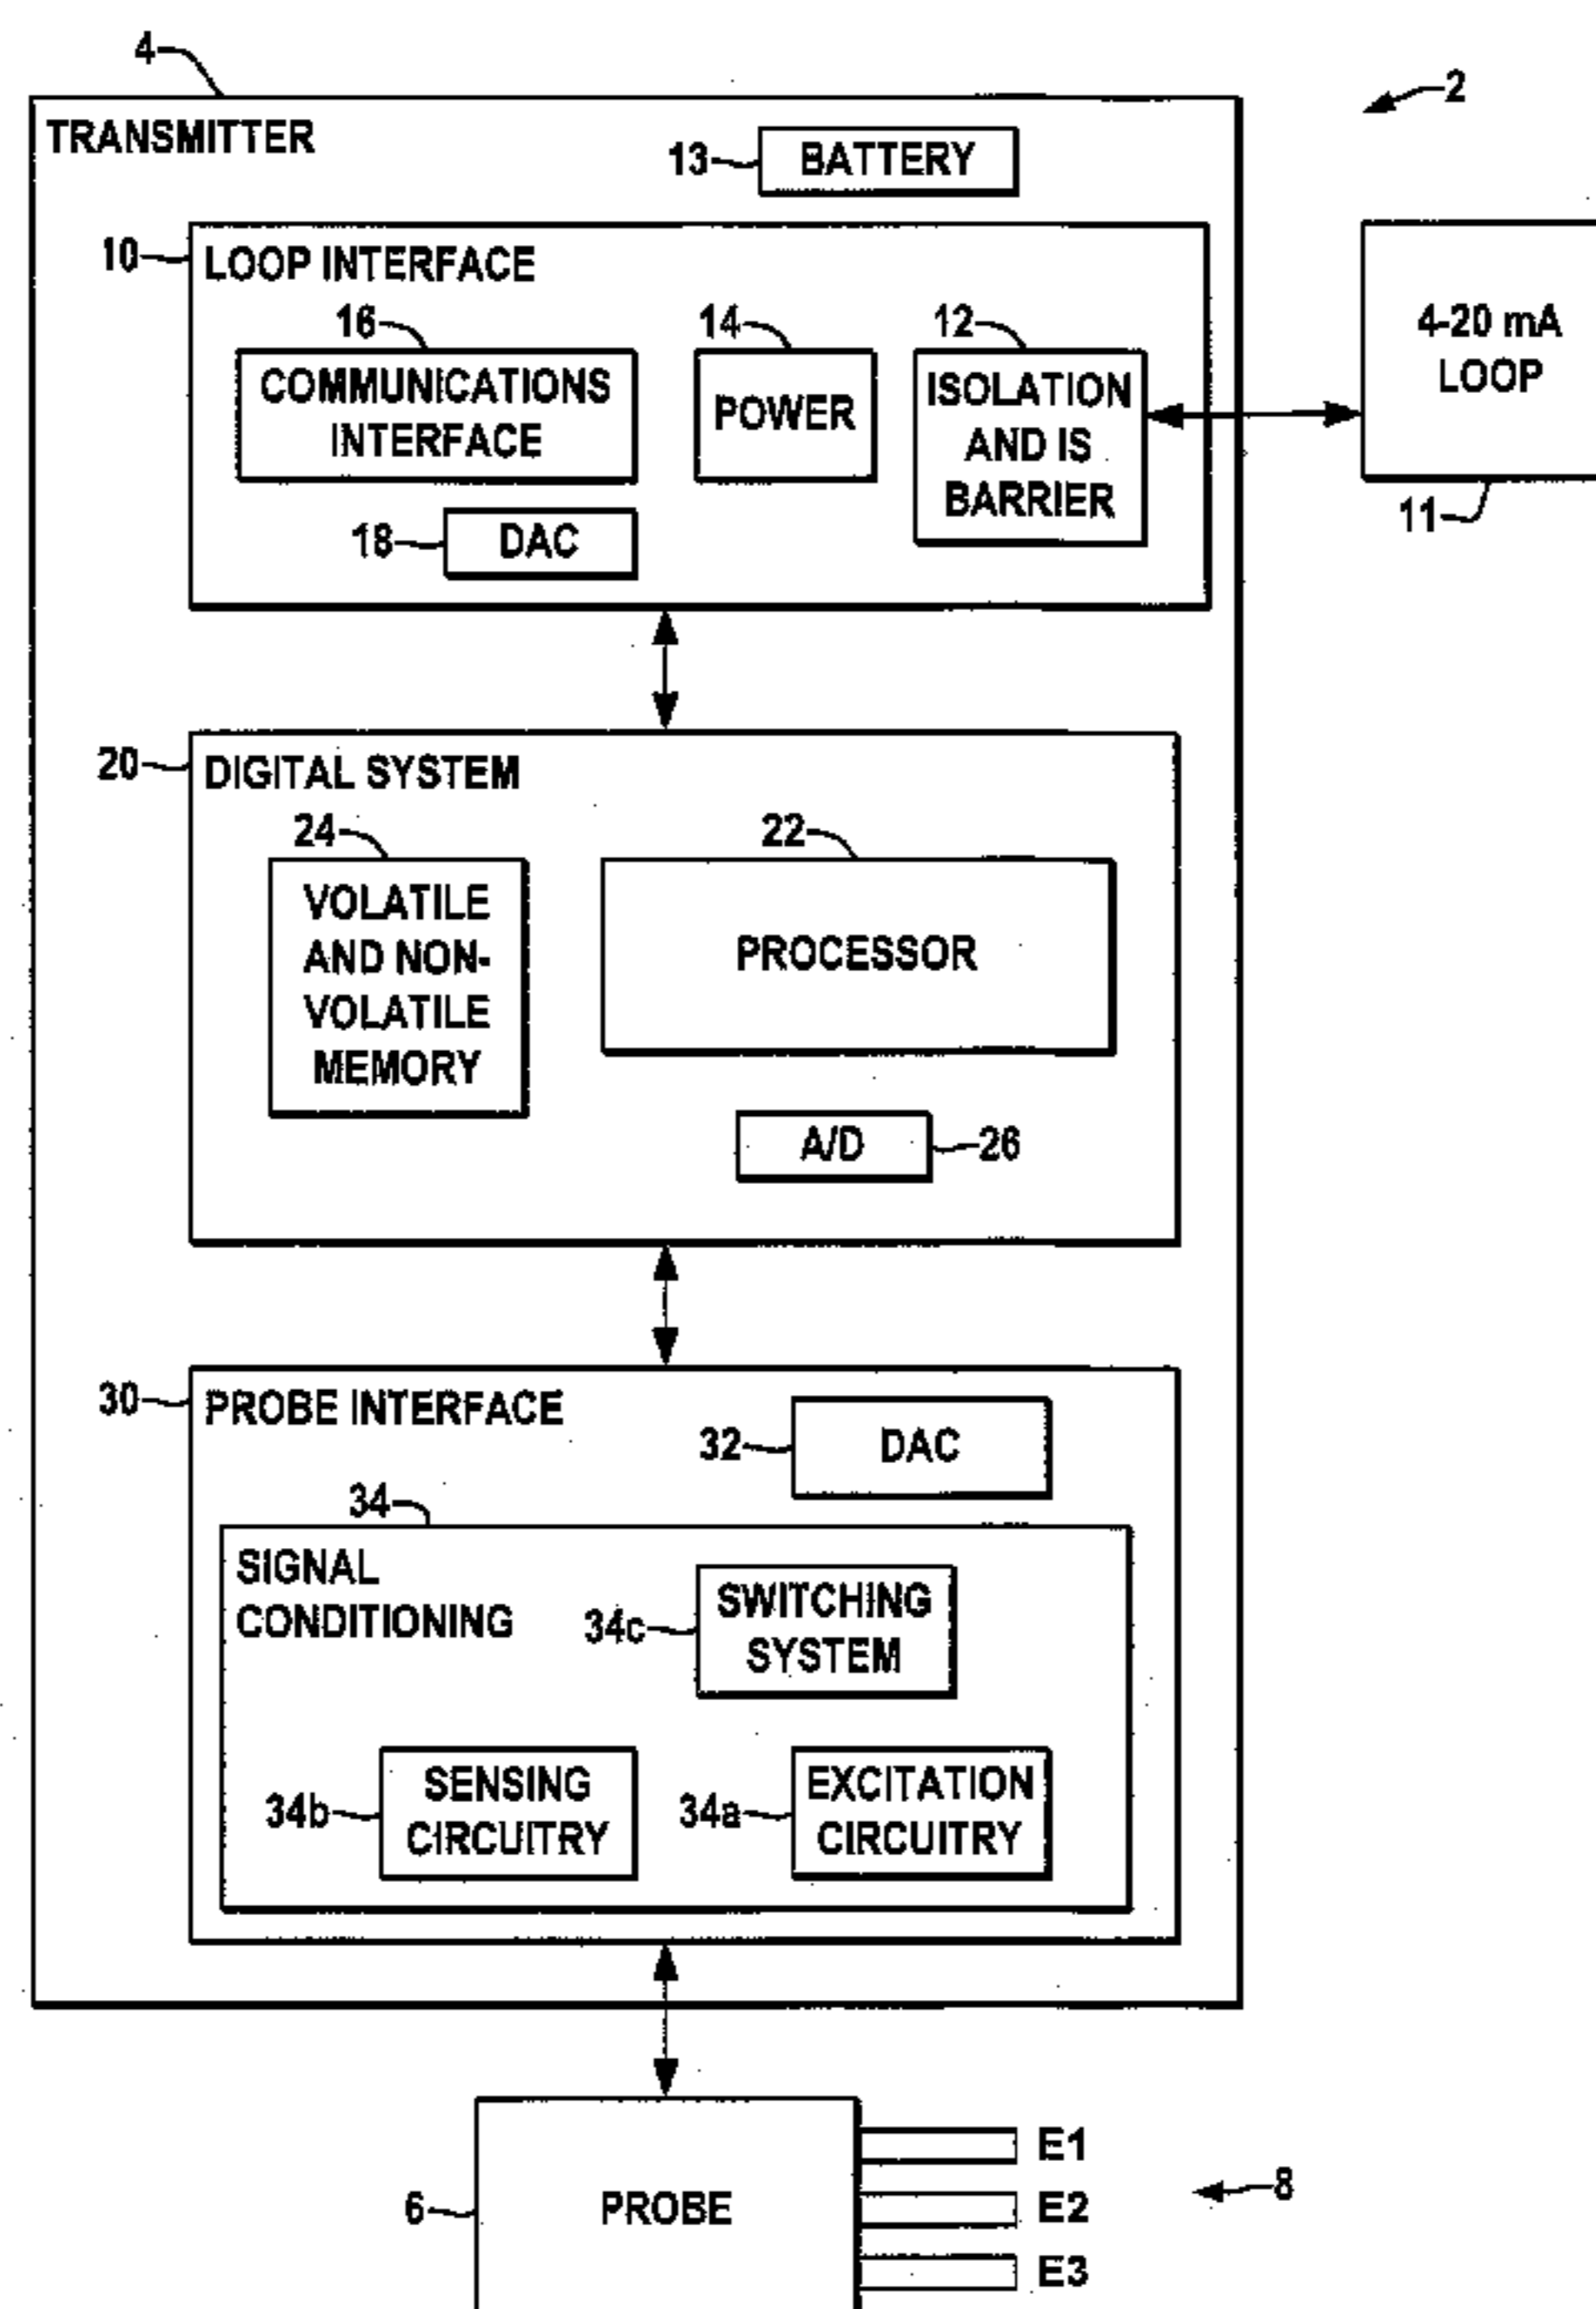 4
2
TRANSMITTER
13
BATTERY
10
LOOP INTERFACE
16
14
12
COMMUNICATIONS
INTERFACE
POWER
ISOLATION
AND IS
BARRIER
4-20 mA
LOOP
11
18
DAC
20
DIGITAL SYSTEM
24
22
VOLATILE
AND NON-
VOLATILE
MEMORY
PROCESSOR
A/D
26
30
PROBE INTERFACE
32
DAC
34
SIGNAL
CONDITIONING
34c
SWITCHING
SYSTEM
34b
SENSING
CIRCUITRY
34a
EXCITATION
CIRCUITRY
6
PROBE
E1
E2
E3
8